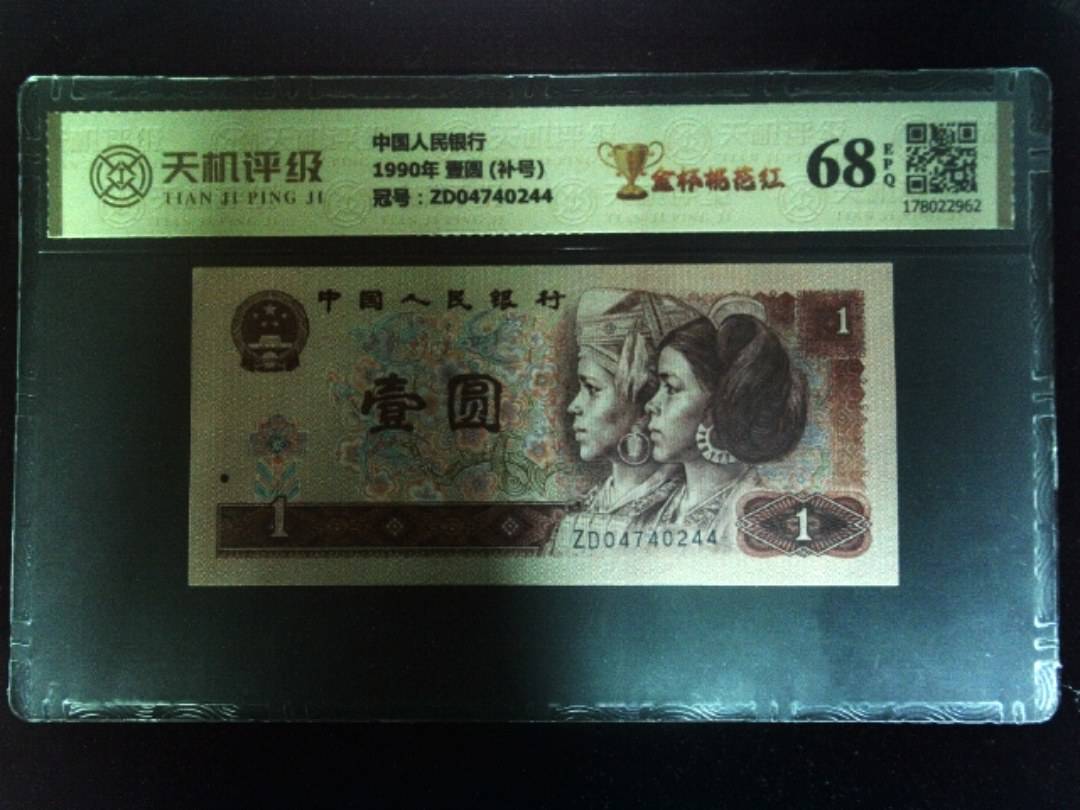 天机评级
TIAN JI PING JI
中国人民银行
1990年 壹圆 (补号)
冠号：ZD04740244
金杯桃花红
68
EPQ
178022962
中国人民银行
1
壹圆
1
ZD04740244
1